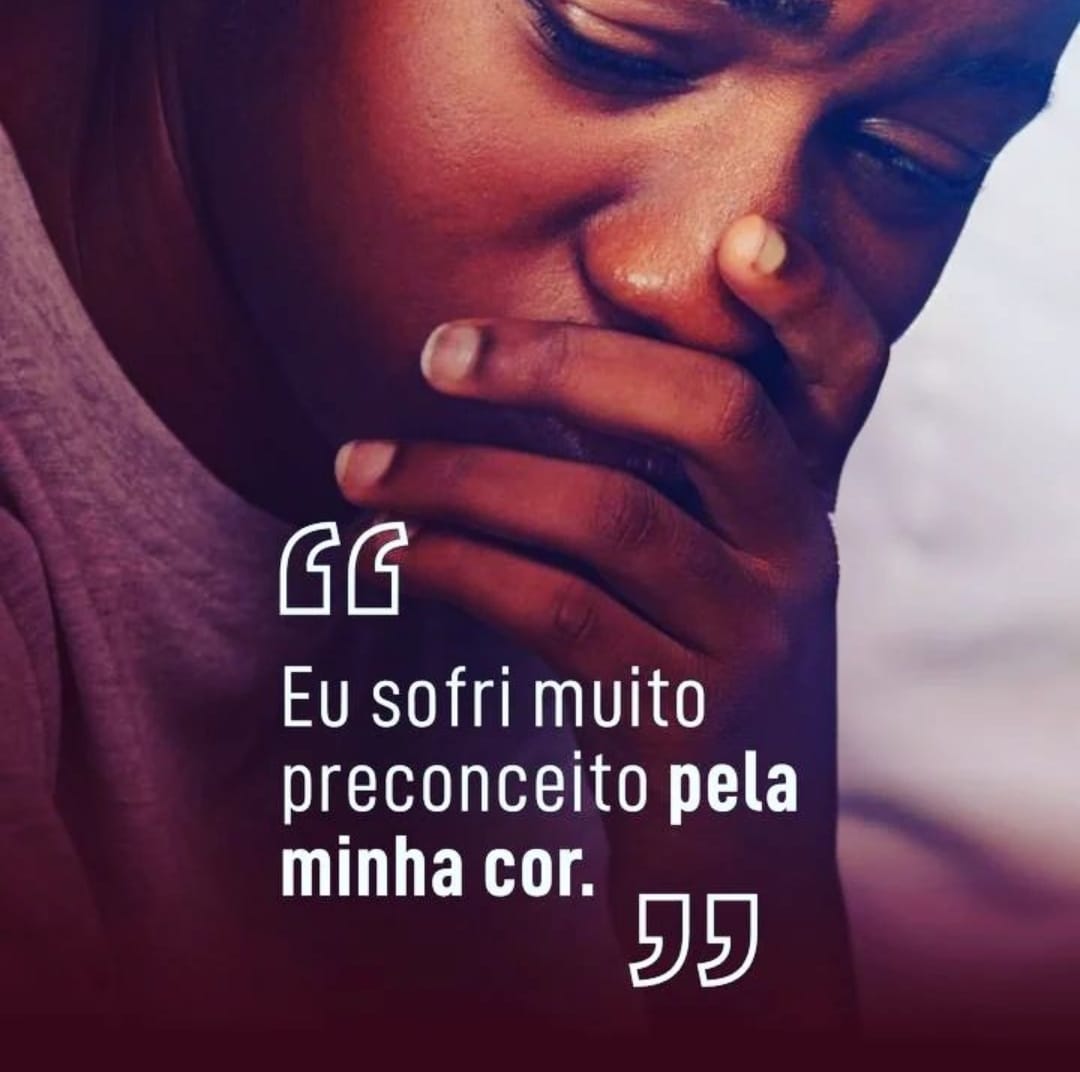 “
Eu sofri muito
preconceito pela
minha cor.
”